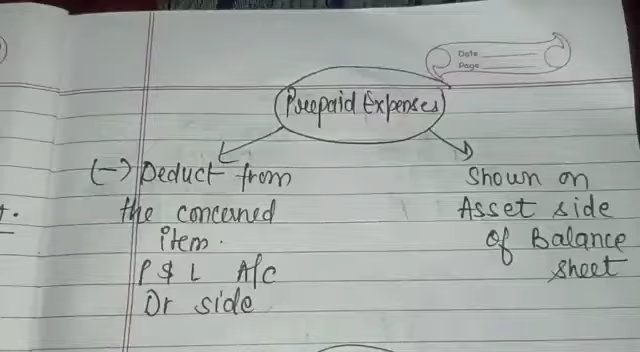 Date
Page
Prepaid Expenses
(-) Deduct from
the concerned
item.
P & L A/c
Dr side
Shown on
Asset side
of Balance
sheet